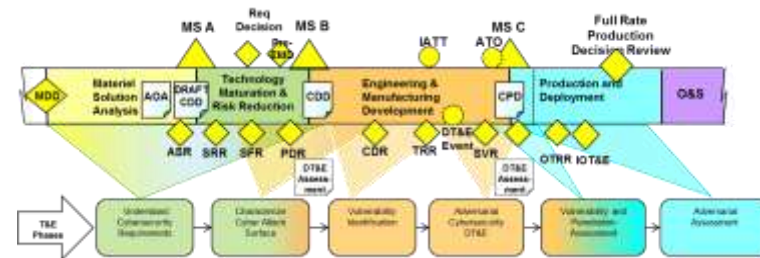 Full Rate
Production
Decision Review
Req
Decision
MS A
MS B
MS C
IATT
ATO
MDD
Materiel
Solution
Analysis
AOA
DRAFT
CDD
Technology
Maturation &
Risk Reduction
CDD
Engineering &
Manufacturing
Development
CPD
Production and
Deployment
O&S
ASR
SRR
SFR
PDR
CDR
TRR
DT&E
Event
SVR
OTRR
IOT&E
DT&E
Assess-
ment
DT&E
Assess-
ment
T&E
Phases
Understand
Cybersecurity
Requirements
Characterize
Cyber Attack
Surface
Vulnerability
Identification
Adversarial
Cybersecurity
DT&E
Vulnerability and
Penetration
Assessment
Adversarial
Assessment